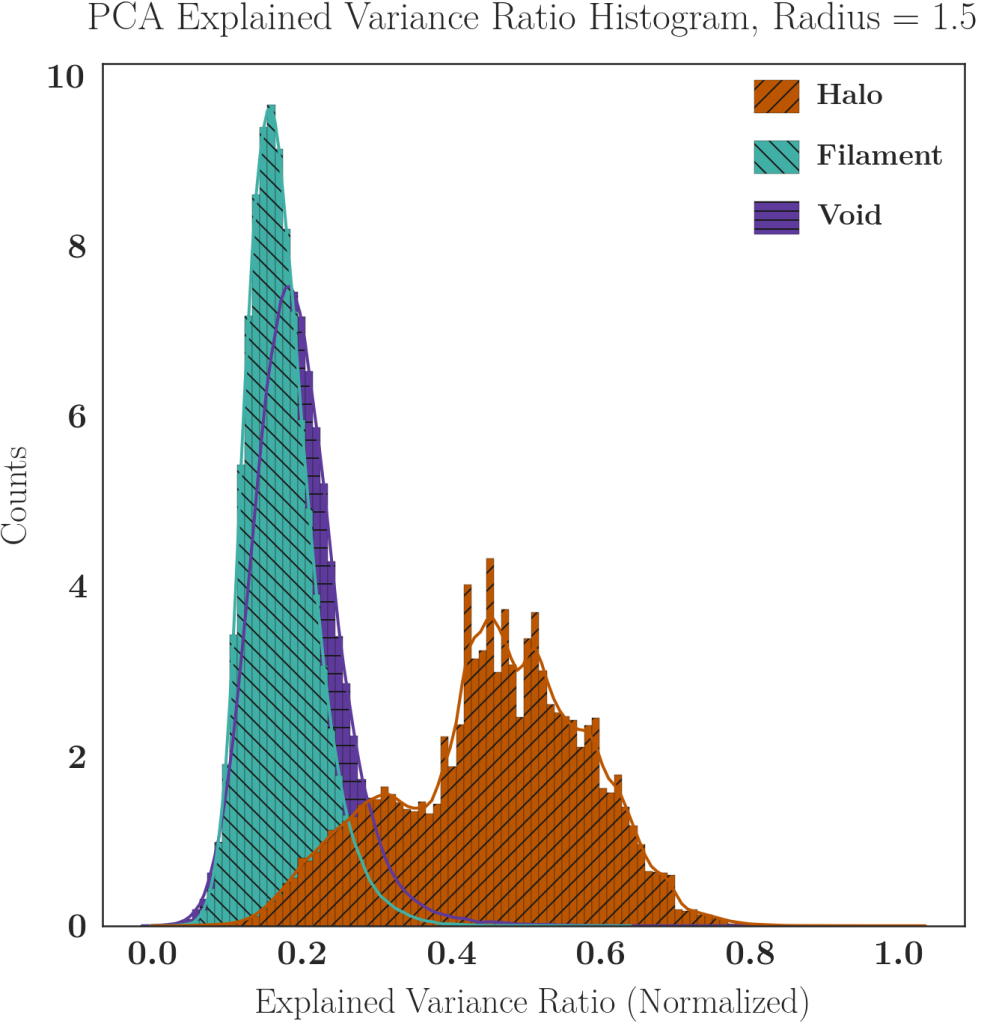 PCA Explained Variance Ratio Histogram, Radius = 1.5
10
8
6
4
2
0
Counts
Halo
Filament
Void
0.0 0.2 0.4 0.6 0.8 1.0
Explained Variance Ratio (Normalized)